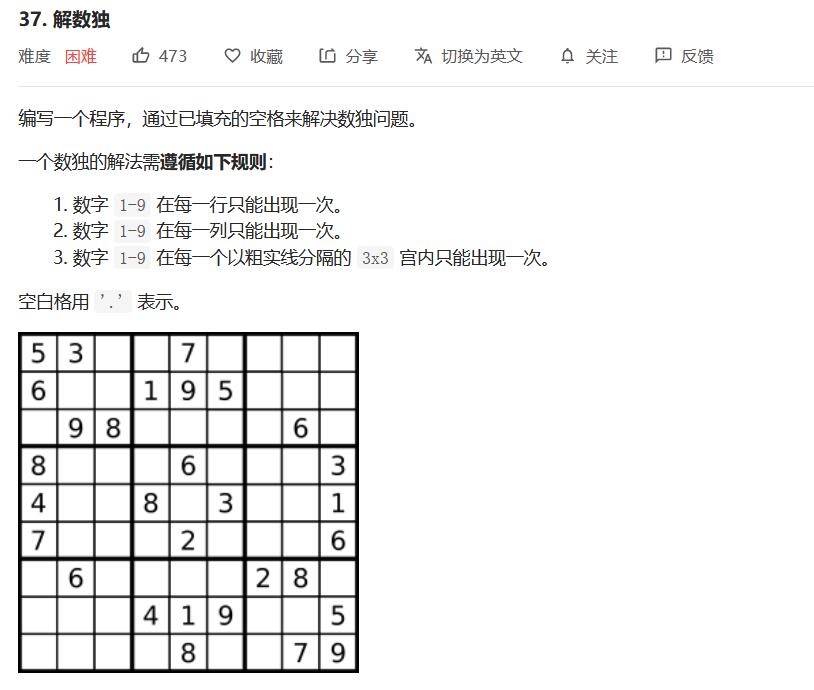 37. 解数独
难度 困难 473 收藏 分享 切换为英文 关注 反馈
编写一个程序，通过已填充的空格来解决数独问题。
一个数独的解法需遵循如下规则：
1. 数字 1-9 在每一行只能出现一次。
2. 数字 1-9 在每一列只能出现一次。
3. 数字 1-9 在每一个以粗实线分隔的 3x3 宫内只能出现一次。
空白格用 '.' 表示。
5 3 7
6 1 9 5
9 8 6
8 6 3
4 8 3 1
7 2 6
6 2 8
4 1 9 5
8 7 9